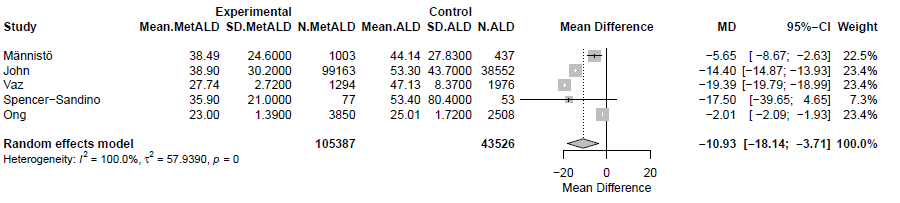 Experimental Control
Study Mean.MetALD SD.MetALD N.MetALD Mean.ALD SD.ALD N.ALD Mean Difference MD 95%−CI Weight
Männistö 38.49 24.6000 1003 44.14 27.8300 437 −5.65 [ −8.67; −2.63] 22.5%
John 38.90 30.2000 99163 53.30 43.7000 38552 −14.40 [−14.87; −13.93] 23.4%
Vaz 27.74 2.7200 1294 47.13 8.3700 1976 −19.39 [−19.79; −18.99] 23.4%
Spencer−Sandino 35.90 21.0000 77 53.40 80.4000 53 −17.50 [−39.65; 4.65] 7.3%
Ong 23.00 1.3900 3850 25.01 1.7200 2508 −2.01 [ −2.09; −1.93] 23.4%
Random effects model 105387 43526 −10.93 [−18.14; −3.71] 100.0%
Heterogeneity: I² = 100.0%, τ² = 57.9390, p = 0
−20 0 20
Mean Difference